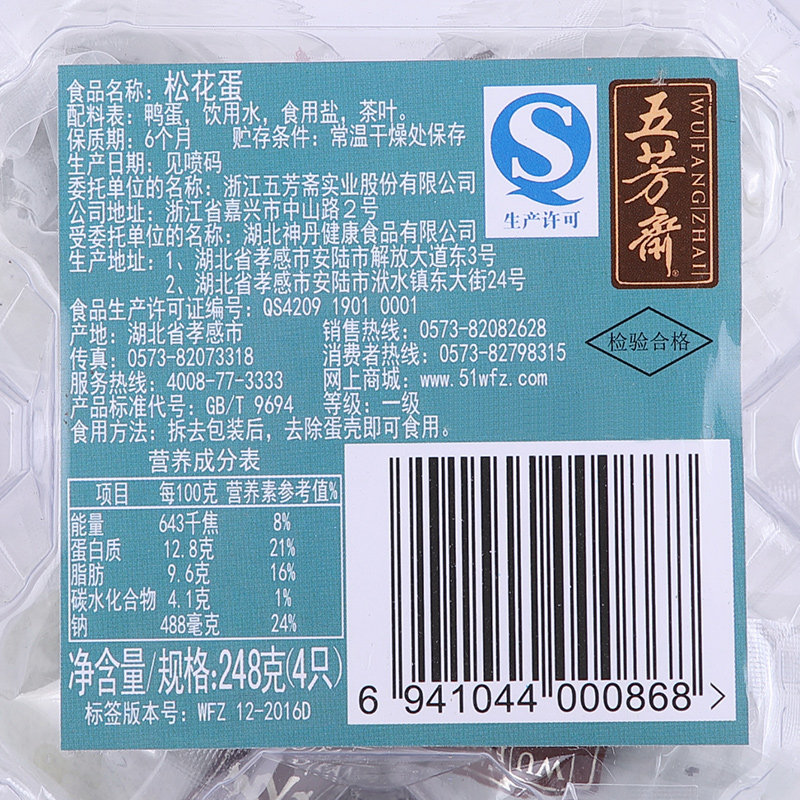 食品名称：松花蛋
配料表：鸭蛋，饮用水，食用盐，茶叶。
保质期：6个月 贮存条件：常温干燥处保存
生产日期：见喷码
委托单位的名称：浙江五芳斋实业股份有限公司
公司地址：浙江省嘉兴市中山路2号
受委托单位的名称：湖北神丹健康食品有限公司
生产地址：1、湖北省孝感市安陆市解放大道东3号
2、湖北省孝感市安陆市洑水镇东大街24号
食品生产许可证编号：QS4209 1901 0001
产地：湖北省孝感市 销售热线：0573-82082628
传真：0573-82073318 消费者热线：0573-82798315
服务热线：4008-77-3333 网上商城：www.51wfz.com
产品标准代号：GB/T 9694 等级：一级
食用方法：拆去包装后，去除蛋壳即可食用。
营养成分表
项目 每100克 营养素参考值%
能量 643千焦 8%
蛋白质 12.8克 21%
脂肪 9.6克 16%
碳水化合物 4.1克 1%
钠 488毫克 24%
净含量/规格:248克(4只)
标签版本号：WFZ 12-2016D
QS
生产许可
五芳斋
WU FANG ZHAI
®
检验合格
6 941044 000868 >
WU